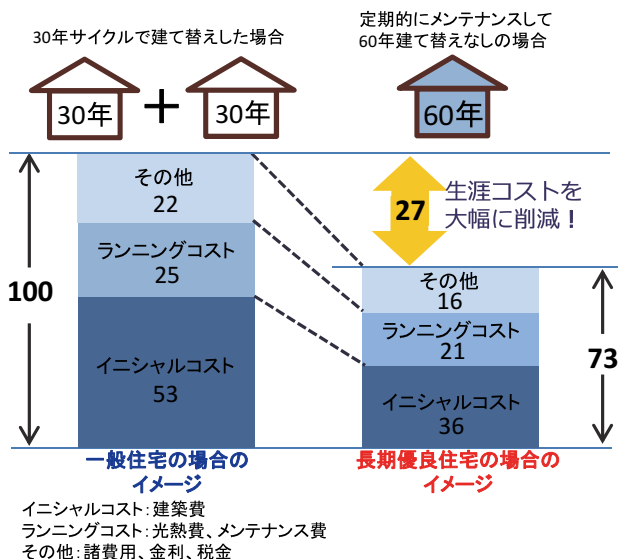 30年サイクルで建て替えした場合
定期的にメンテナンスして
60年建て替えなしの場合
30年
+
30年
60年
その他
22
ランニングコスト
25
イニシャルコスト
53
100
27
生涯コストを
大幅に削減！
その他
16
ランニングコスト
21
イニシャルコスト
36
73
一般住宅の場合の
イメージ
長期優良住宅の場合の
イメージ
イニシャルコスト：建築費
ランニングコスト：光熱費、メンテナンス費
その他：諸費用、金利、税金